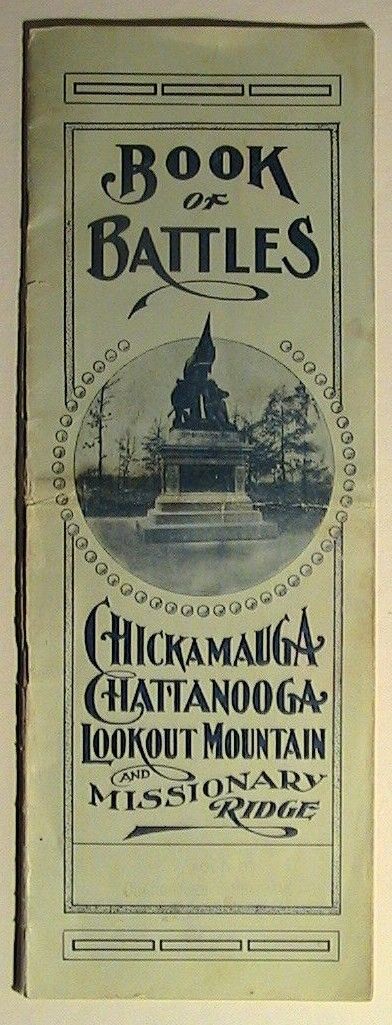 BOOK
OF
BATTLES
CHICKAMAUGA
CHATTANOOGA
LOOKOUT MOUNTAIN
AND
MISSIONARY
RIDGE